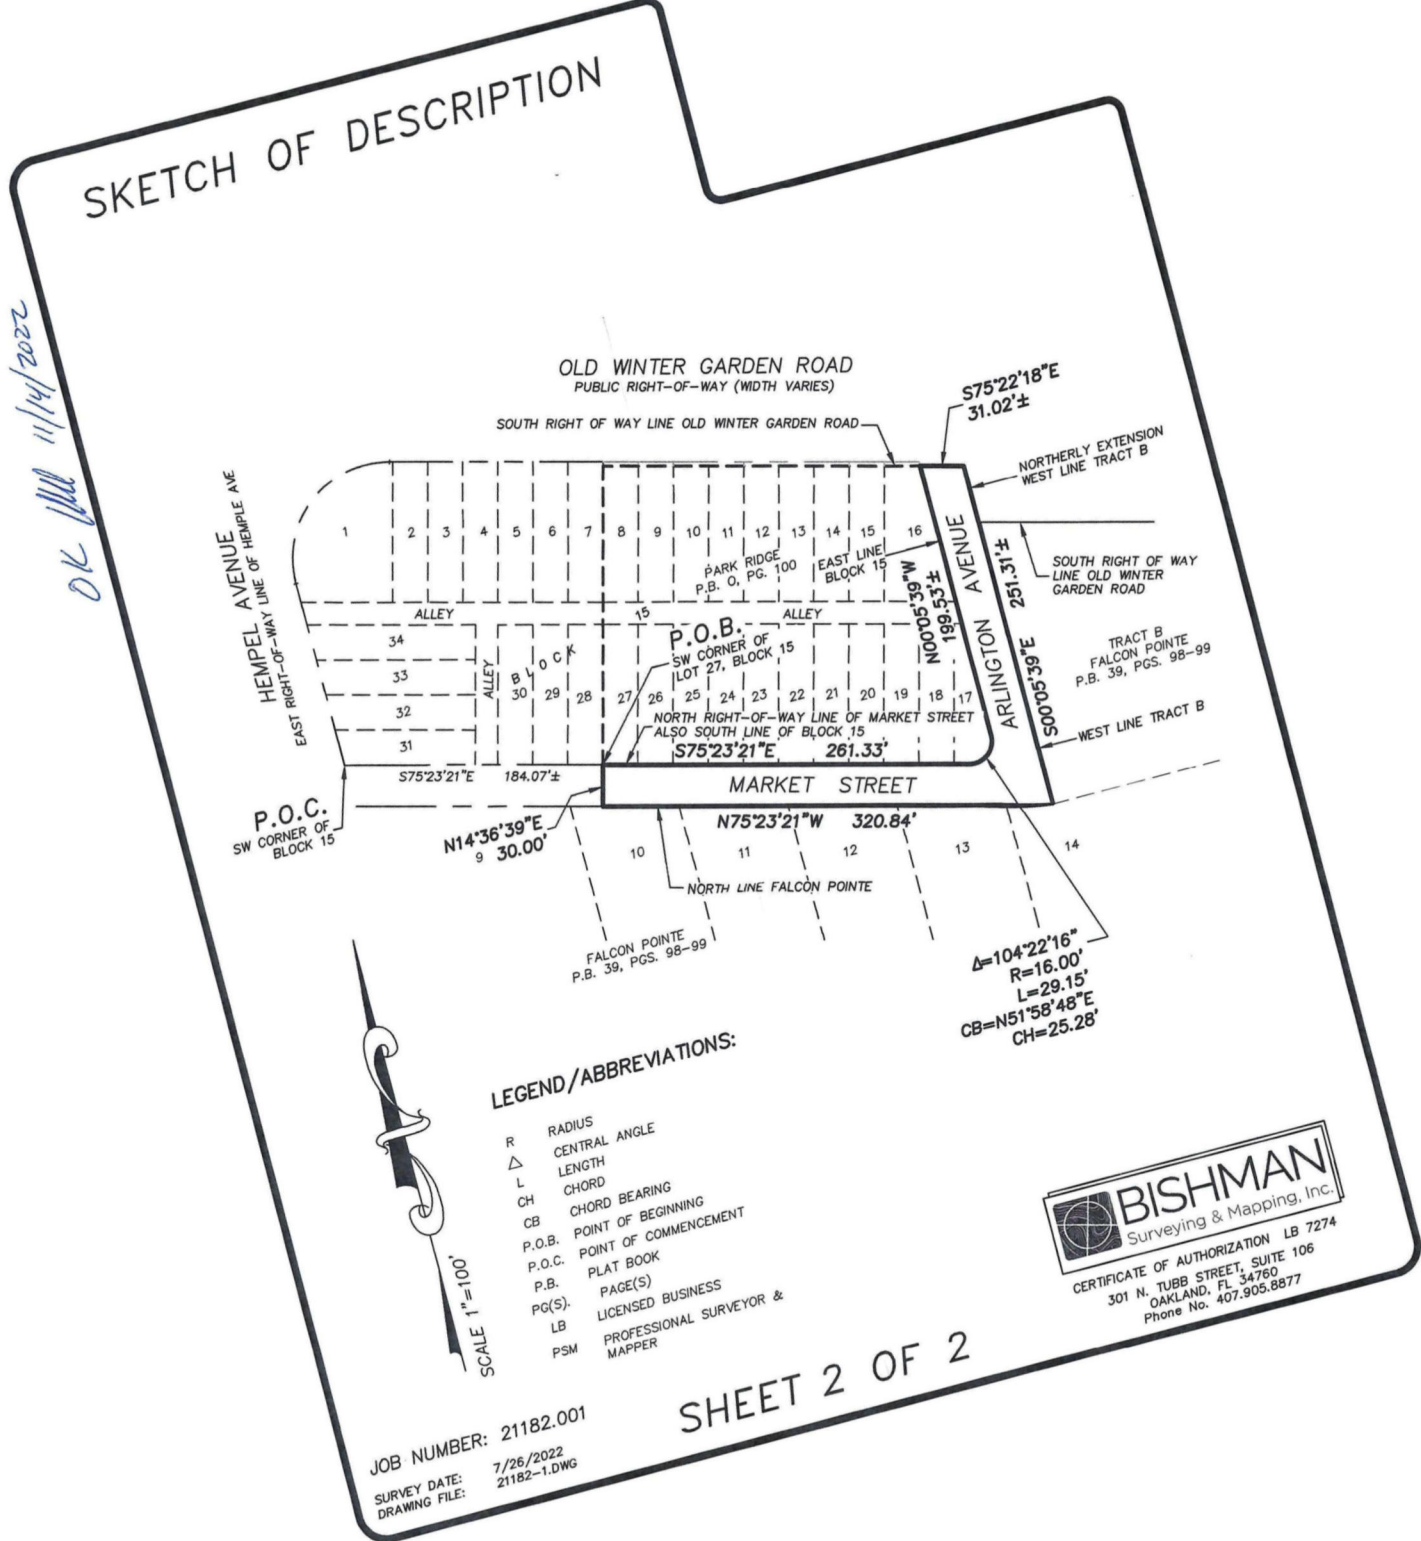 SKETCH OF DESCRIPTION
OK
11/14/2022
OLD WINTER GARDEN ROAD
PUBLIC RIGHT-OF-WAY (WIDTH VARIES)
SOUTH RIGHT OF WAY LINE OLD WINTER GARDEN ROAD
S75°22'18"E
31.02'±
NORTHERLY EXTENSION
WEST LINE TRACT B
HEMPEL AVENUE
EAST RIGHT-OF-WAY LINE OF HEMPLE AVE
1 2 3 4 5 6 7 8 9 10 11 12 13 14 15 16
PARK RIDGE
P.B. O, PG. 100
EAST LINE
BLOCK 15
N00°05'39"W
199.53'±
ARLINGTON AVENUE
S00°05'39"E 251.31'±
SOUTH RIGHT OF WAY
LINE OLD WINTER
GARDEN ROAD
ALLEY
15
ALLEY
TRACT B
FALCON POINTE
P.B. 39, PGS. 98-99
WEST LINE TRACT B
34
33
32
31
ALLEY
BLOCK
P.O.B.
SW CORNER OF
LOT 27, BLOCK 15
30 29 28 27 26 25 24 23 22 21 20 19 18 17
NORTH RIGHT-OF-WAY LINE OF MARKET STREET
ALSO SOUTH LINE OF BLOCK 15
S75°23'21"E 261.33'
S75°23'21"E 184.07'±
MARKET STREET
P.O.C.
SW CORNER OF
BLOCK 15
N14°36'39"E
30.00'
N75°23'21"W 320.84'
9 10 11 12 13 14
NORTH LINE FALCON POINTE
FALCON POINTE
P.B. 39, PGS. 98-99
Δ=104°22'16"
R=16.00'
L=29.15'
CB=N51°58'48"E
CH=25.28'
SCALE 1"=100'
LEGEND/ABBREVIATIONS:
R RADIUS
△ CENTRAL ANGLE
L LENGTH
CH CHORD
CB CHORD BEARING
P.O.B. POINT OF BEGINNING
P.O.C. POINT OF COMMENCEMENT
P.B. PLAT BOOK
PG(S). PAGE(S)
LB LICENSED BUSINESS
PSM PROFESSIONAL SURVEYOR &
MAPPER
BISHMAN
Surveying & Mapping, Inc.
CERTIFICATE OF AUTHORIZATION LB 7274
301 N. TUBB STREET, SUITE 106
OAKLAND, FL 34760
Phone No. 407.905.8877
SHEET 2 OF 2
JOB NUMBER: 21182.001
SURVEY DATE: 7/26/2022
DRAWING FILE: 21182-1.DWG